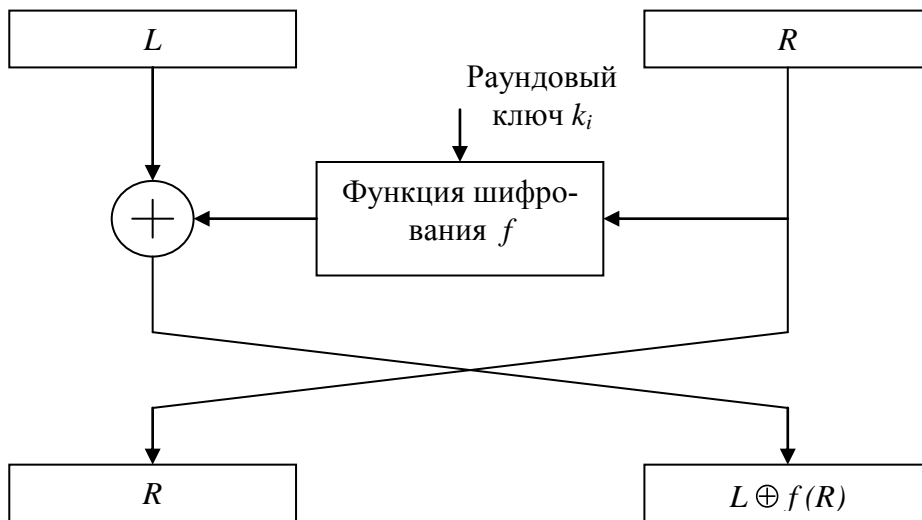 L
R
Раундовый
ключ k_i
Функция шифро-
вания f
R
L ⊕ f(R)